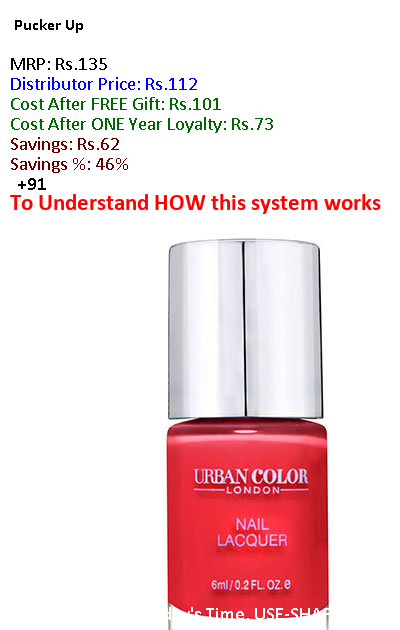 Pucker Up
MRP: Rs.135
Distributor Price: Rs.112
Cost After FREE Gift: Rs.101
Cost After ONE Year Loyalty: Rs.73
Savings: Rs.62
Savings %: 46%
+91
To Understand HOW this system works
URBAN COLOR
LONDON
NAIL
LACQUER
6ml/0.2 FL. OZ. e
Time. USE-SHAR